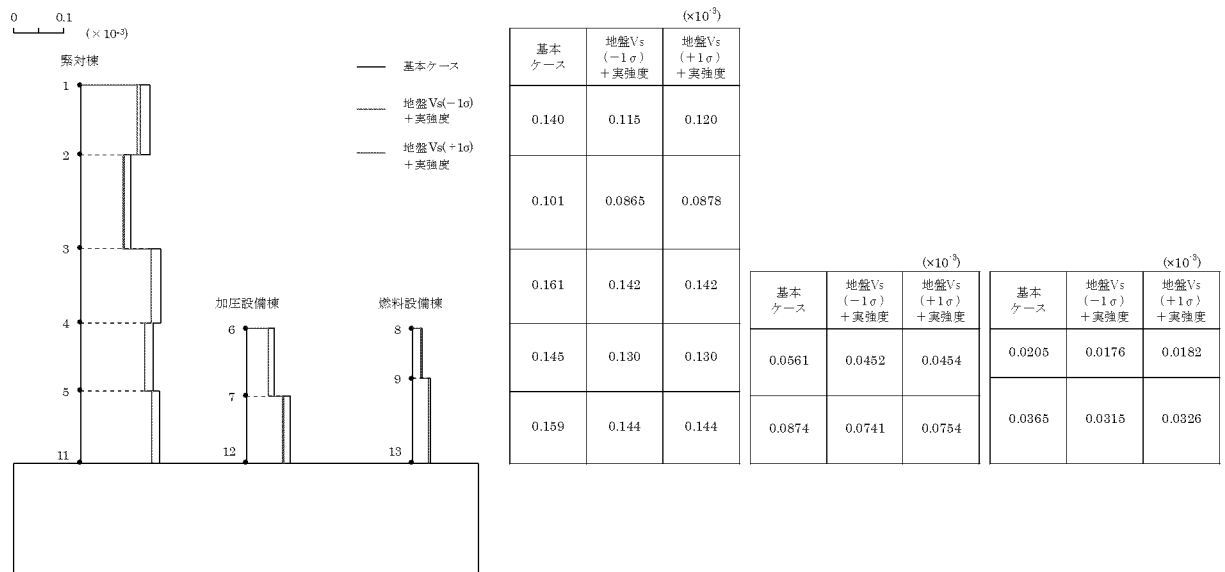 0 0.1
(×10-3)
緊対棟
1
2
3
4
5
11
加圧設備棟
6
7
12
燃料設備棟
8
9
13
基本ケース
地盤Vs(−1σ)
+実強度
地盤Vs(+1σ)
+実強度
(×10-3)
基本
ケース
地盤Vs
(−1σ)
+実強度
地盤Vs
(+1σ)
+実強度
0.140 0.115 0.120
0.101 0.0865 0.0878
0.161 0.142 0.142
0.145 0.130 0.130
0.159 0.144 0.144
(×10-3)
基本
ケース
地盤Vs
(−1σ)
+実強度
地盤Vs
(+1σ)
+実強度
0.0561 0.0452 0.0454
0.0874 0.0741 0.0754
(×10-3)
基本
ケース
地盤Vs
(−1σ)
+実強度
地盤Vs
(+1σ)
+実強度
0.0205 0.0176 0.0182
0.0365 0.0315 0.0326